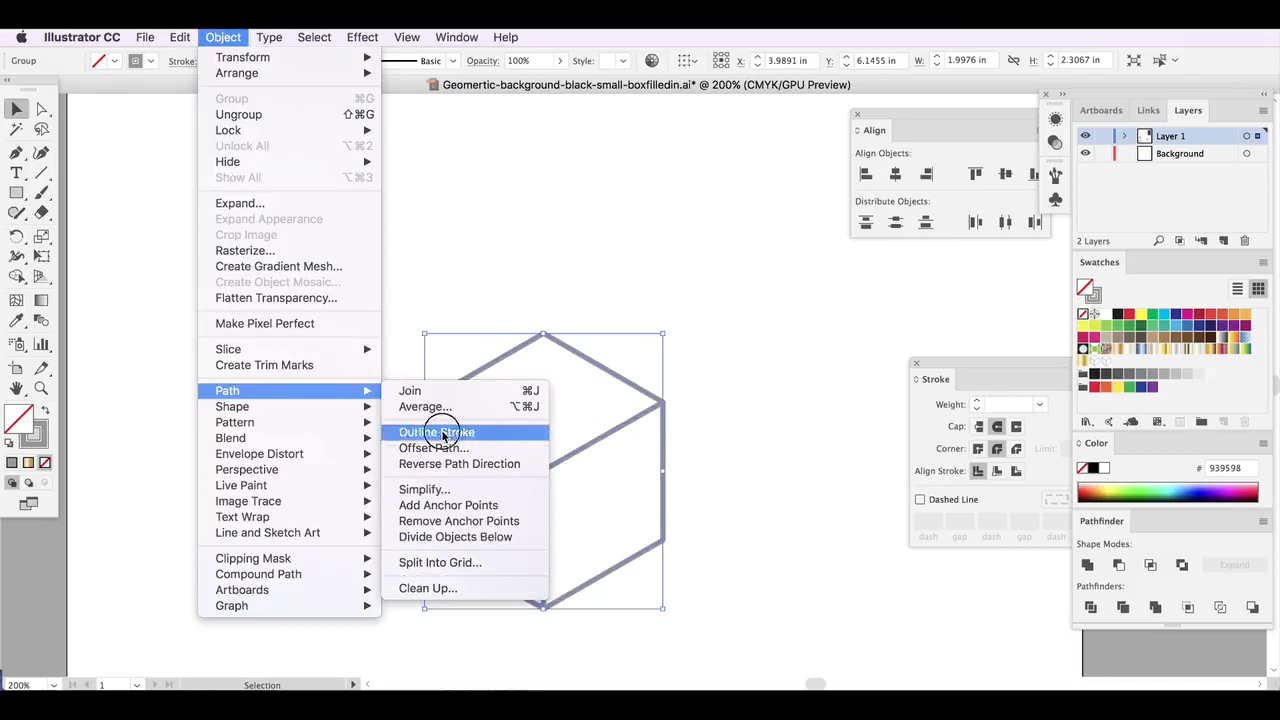 Illustrator CC File Edit Object Type Select Effect View Window Help
Group Stroke: Basic Opacity: 100% Style: X: 3.9891 in Y: 6.1455 in W: 1.9976 in H: 2.3067 in
Geomertic-background-black-small-boxfilledin.ai* @ 200% (CMYK/GPU Preview)
Transform
Arrange
Group ⌘G
Ungroup ⇧⌘G
Lock
Unlock All ⌥⌘2
Hide
Show All ⌥⌘3
Expand...
Expand Appearance
Crop Image
Rasterize...
Create Gradient Mesh...
Create Object Mosaic...
Flatten Transparency...
Make Pixel Perfect
Slice
Create Trim Marks
Path
Shape
Pattern
Blend
Envelope Distort
Perspective
Live Paint
Image Trace
Text Wrap
Line and Sketch Art
Clipping Mask
Compound Path
Artboards
Graph
Join ⌘J
Average... ⌥⌘J
Outline Stroke
Offset Path...
Reverse Path Direction
Simplify...
Add Anchor Points
Remove Anchor Points
Divide Objects Below
Split Into Grid...
Clean Up...
Align
Align Objects:
Distribute Objects:
Artboards Links Layers
Layer 1
Background
2 Layers
Swatches
Stroke
Weight:
Cap:
Corner: Limit:
Align Stroke:
Dashed Line
dash gap dash gap dash
Color
# 939598
Pathfinder
Shape Modes:
Expand
Pathfinders:
200% 1 Selection